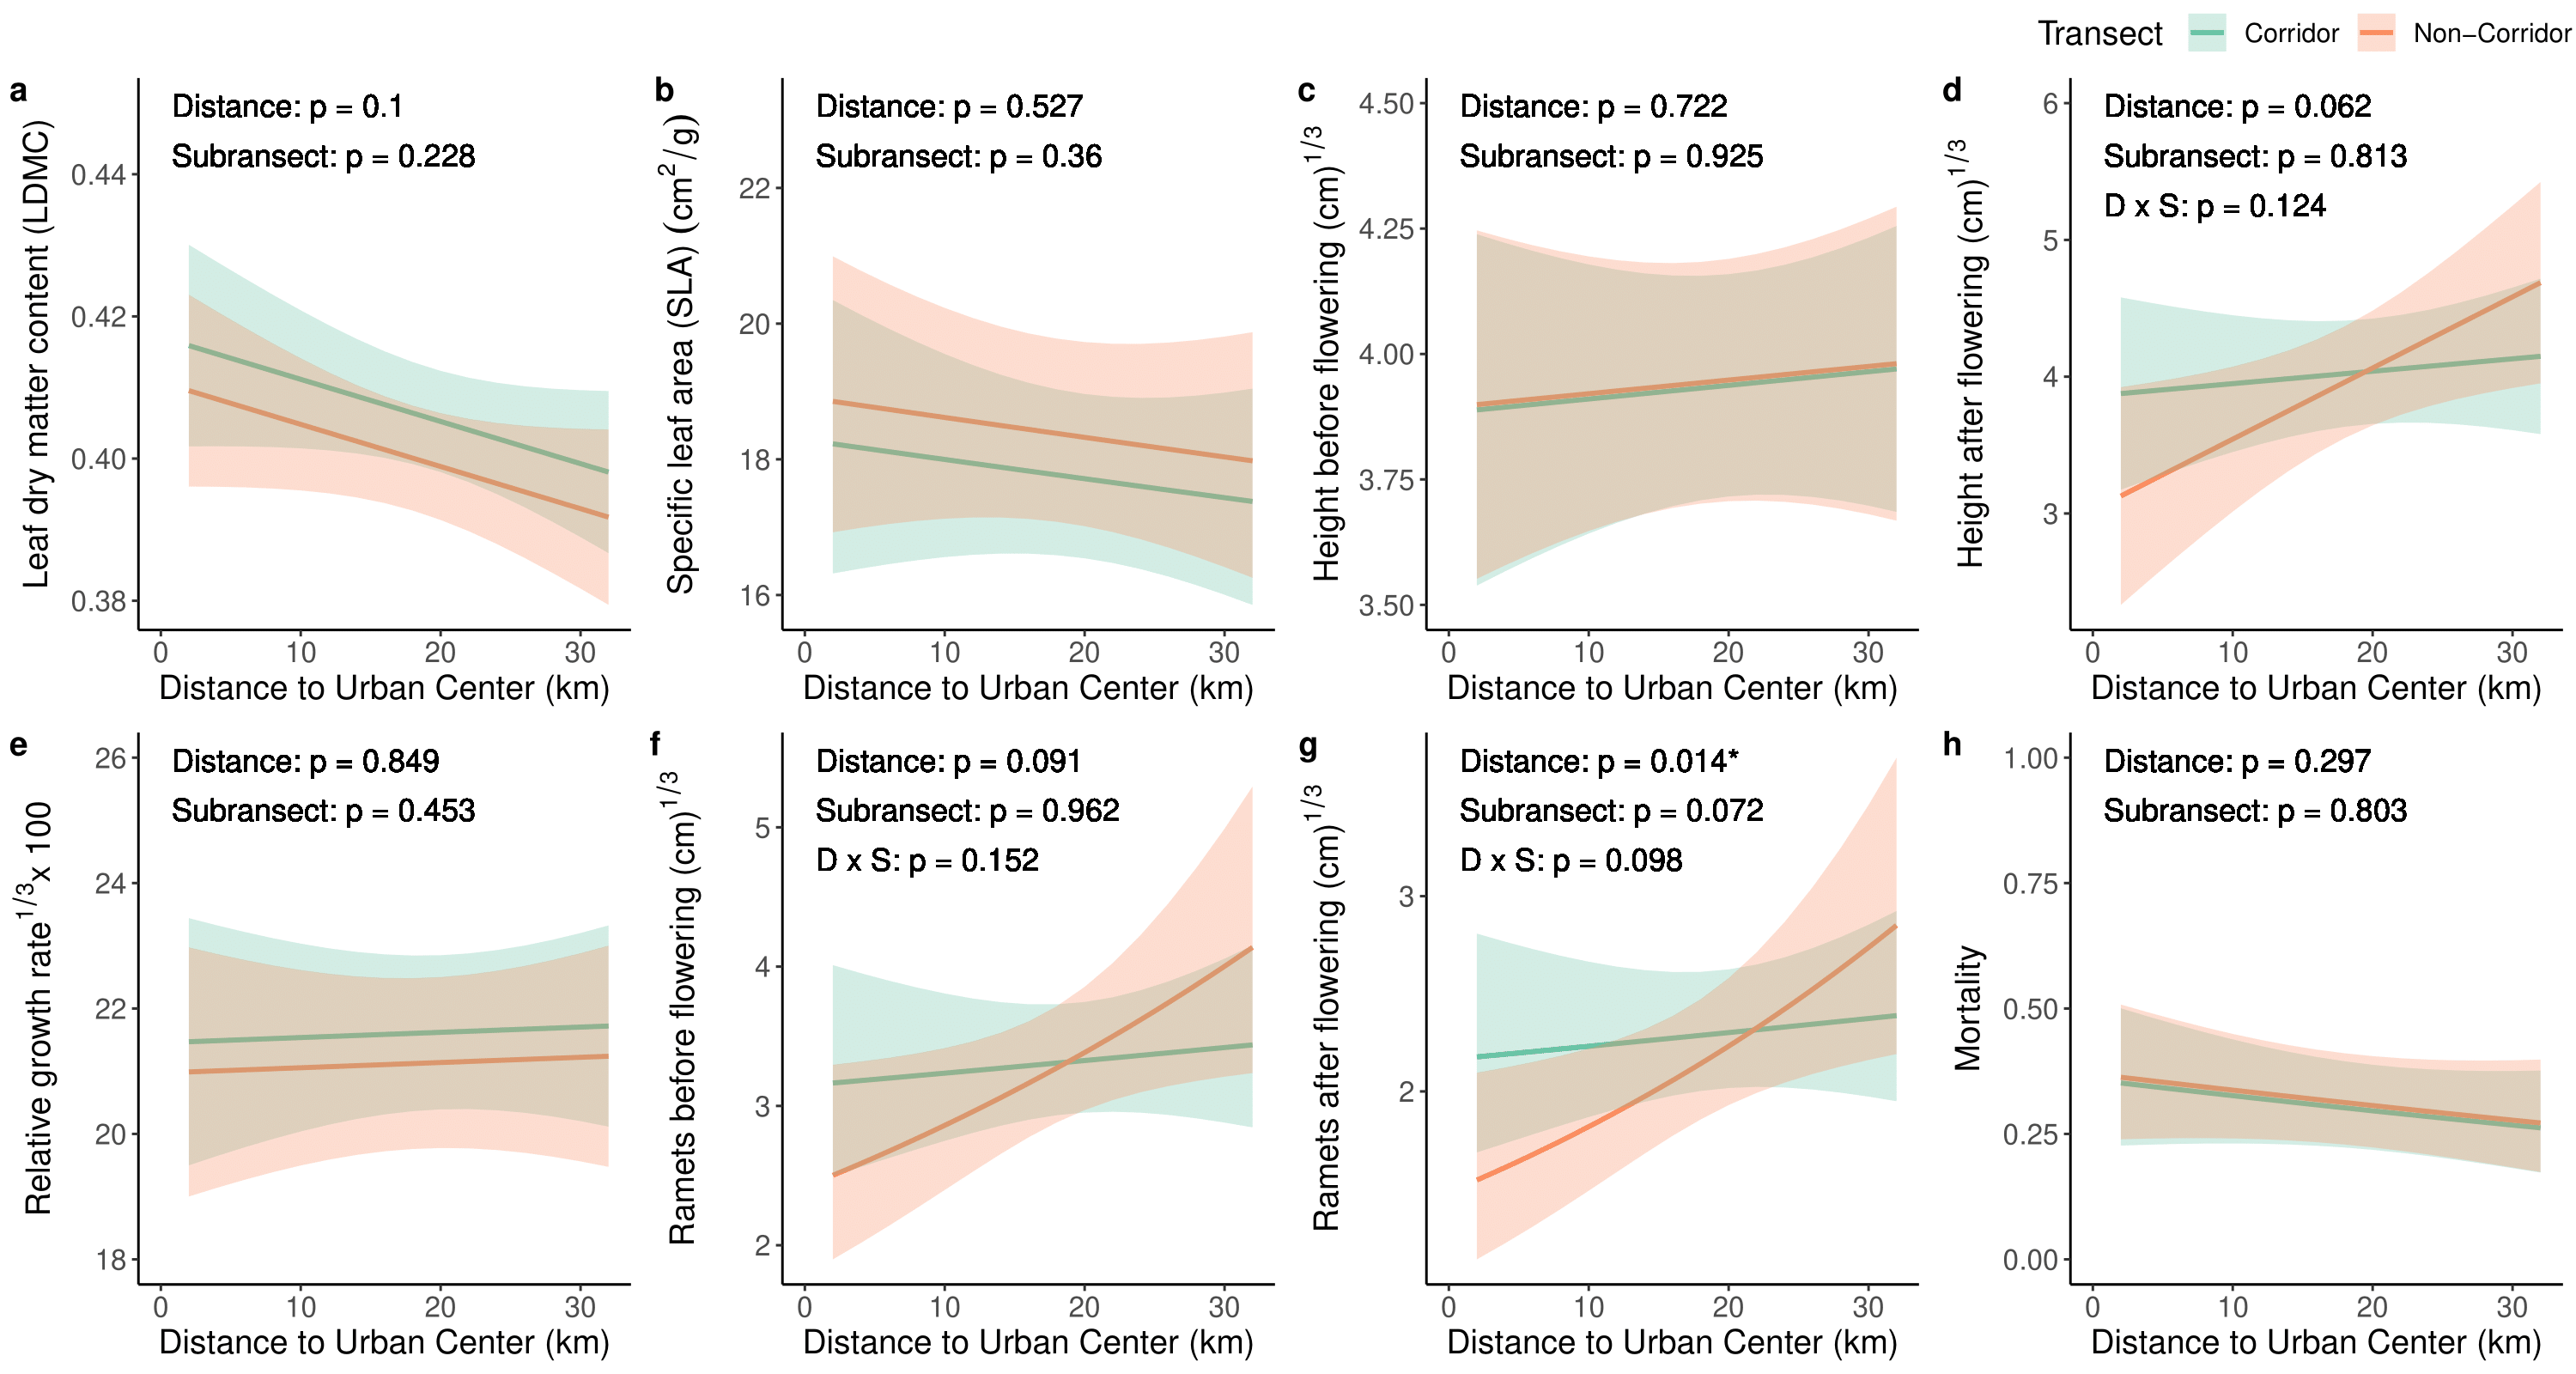 Transect Corridor Non−Corridor
a
Distance: p = 0.1
Subransect: p = 0.228
Leaf dry matter content (LDMC)
0.44
0.42
0.40
0.38
0 10 20 30
Distance to Urban Center (km)
b
Distance: p = 0.527
Subransect: p = 0.36
Specific leaf area (SLA) (cm²/g)
22
20
18
16
0 10 20 30
Distance to Urban Center (km)
c
Distance: p = 0.722
Subransect: p = 0.925
Height before flowering (cm)^1/3
4.50
4.25
4.00
3.75
3.50
0 10 20 30
Distance to Urban Center (km)
d
Distance: p = 0.062
Subransect: p = 0.813
D x S: p = 0.124
Height after flowering (cm)^1/3
6
5
4
3
0 10 20 30
Distance to Urban Center (km)
e
Distance: p = 0.849
Subransect: p = 0.453
Relative growth rate^1/3 x 100
26
24
22
20
18
0 10 20 30
Distance to Urban Center (km)
f
Distance: p = 0.091
Subransect: p = 0.962
D x S: p = 0.152
Ramets before flowering (cm)^1/3
5
4
3
2
0 10 20 30
Distance to Urban Center (km)
g
Distance: p = 0.014*
Subransect: p = 0.072
D x S: p = 0.098
Ramets after flowering (cm)^1/3
3
2
0 10 20 30
Distance to Urban Center (km)
h
Distance: p = 0.297
Subransect: p = 0.803
Mortality
1.00
0.75
0.50
0.25
0.00
0 10 20 30
Distance to Urban Center (km)